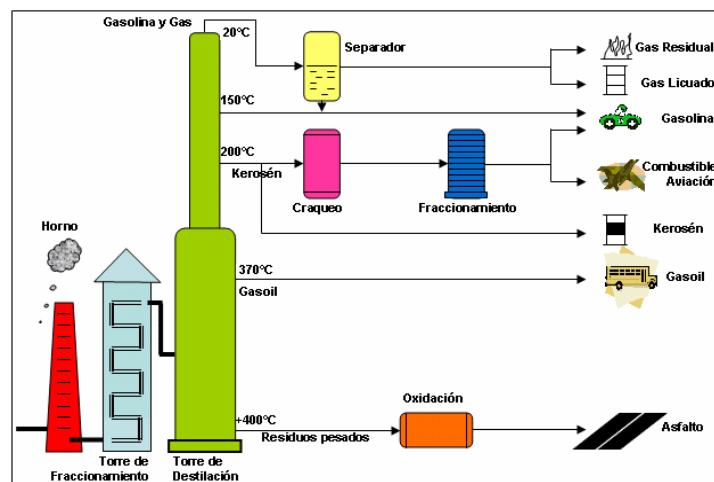 Gasolina y Gas
20°C
Separador
Gas Residual
Gas Licuado
150°C
Gasolina
200°C
Kerosén
Craqueo
Fraccionamiento
Combustible
Aviación
Kerosén
Horno
370°C
Gasoil
Gasoil
+400°C
Residuos pesados
Oxidación
Asfalto
Torre de
Fraccionamiento
Torre de
Destilación